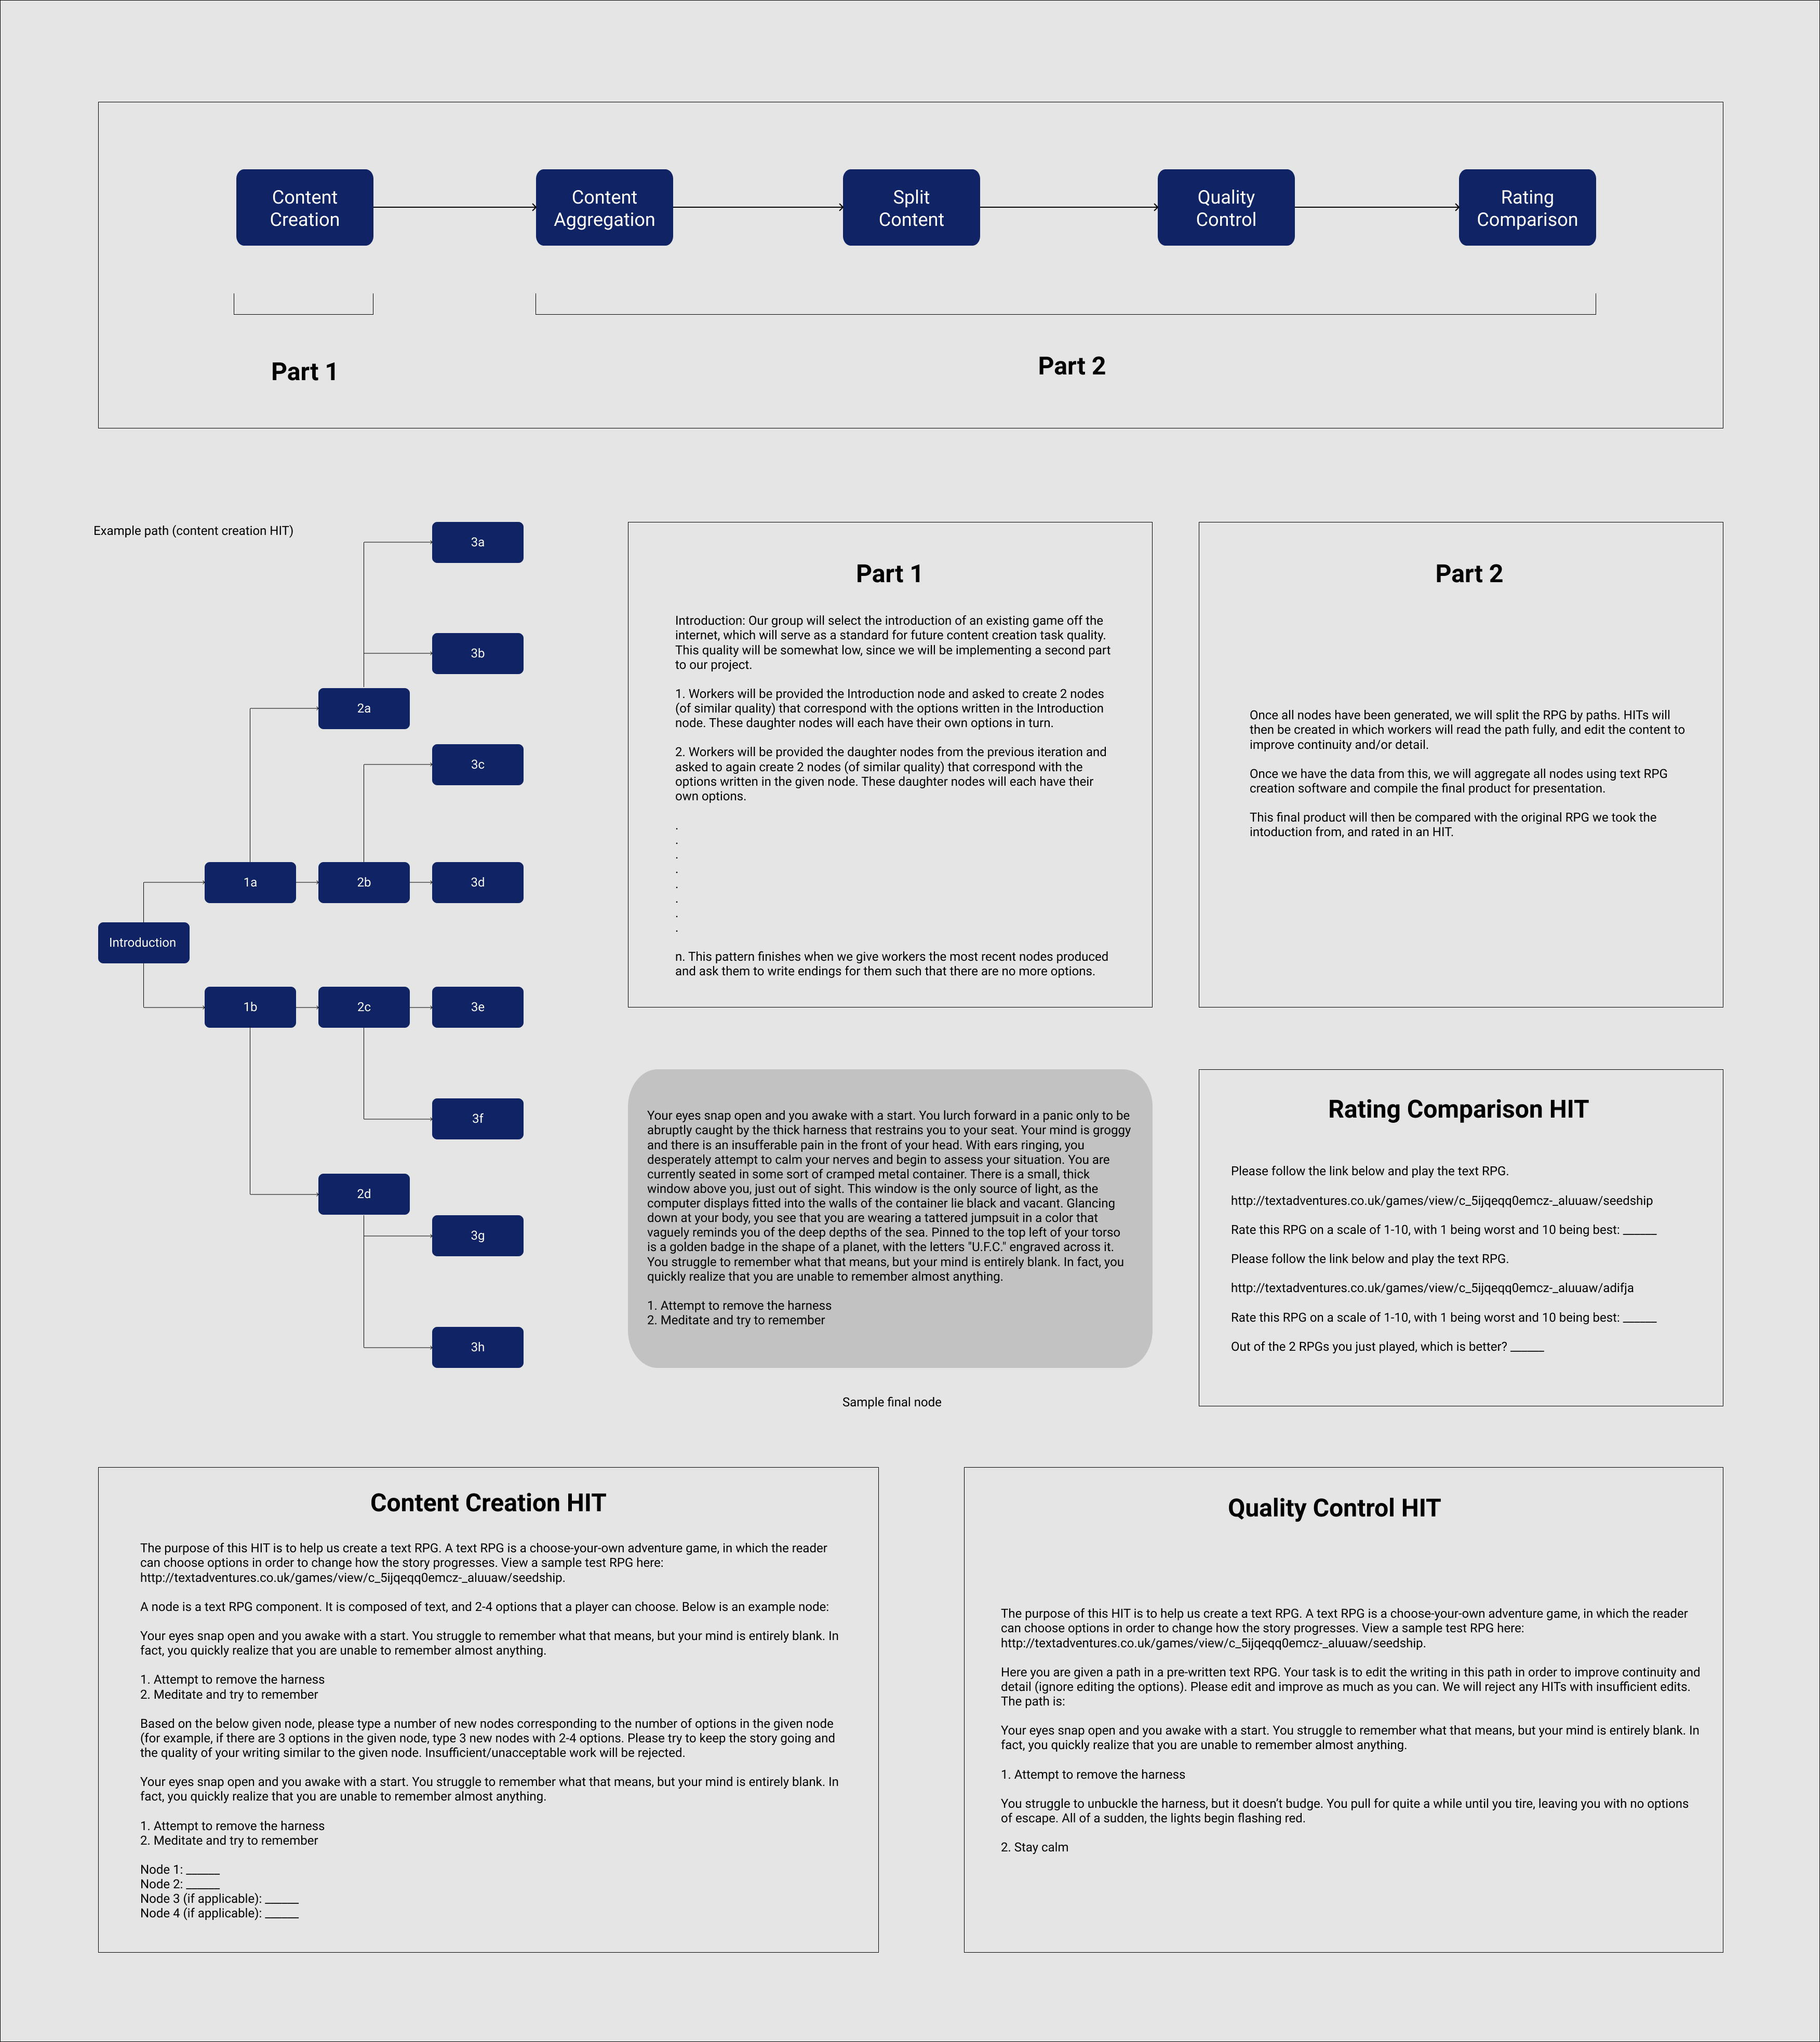 Content
Creation
Content
Aggregation
Split
Content
Quality
Control
Rating
Comparison
Part 1
Part 2
Example path (content creation HIT)
3a
3b
2a
3c
1a
2b
3d
Introduction
1b
2c
3e
3f
2d
3g
3h
Part 1
Introduction: Our group will select the introduction of an existing game off the
internet, which will serve as a standard for future content creation task quality.
This quality will be somewhat low, since we will be implementing a second part
to our project.
1. Workers will be provided the Introduction node and asked to create 2 nodes
(of similar quality) that correspond with the options written in the Introduction
node. These daughter nodes will each have their own options in turn.
2. Workers will be provided the daughter nodes from the previous iteration and
asked to again create 2 nodes (of similar quality) that correspond with the
options written in the given node. These daughter nodes will each have their
own options.
.
.
.
.
.
.
.
.
n. This pattern finishes when we give workers the most recent nodes produced
and ask them to write endings for them such that there are no more options.
Part 2
Once all nodes have been generated, we will split the RPG by paths. HITs will
then be created in which workers will read the path fully, and edit the content to
improve continuity and/or detail.
Once we have the data from this, we will aggregate all nodes using text RPG
creation software and compile the final product for presentation.
This final product will then be compared with the original RPG we took the
intoduction from, and rated in an HIT.
Your eyes snap open and you awake with a start. You lurch forward in a panic only to be
abruptly caught by the thick harness that restrains you to your seat. Your mind is groggy
and there is an insufferable pain in the front of your head. With ears ringing, you
desperately attempt to calm your nerves and begin to assess your situation. You are
currently seated in some sort of cramped metal container. There is a small, thick
window above you, just out of sight. This window is the only source of light, as the
computer displays fitted into the walls of the container lie black and vacant. Glancing
down at your body, you see that you are wearing a tattered jumpsuit in a color that
vaguely reminds you of the deep depths of the sea. Pinned to the top left of your torso
is a golden badge in the shape of a planet, with the letters "U.F.C." engraved across it.
You struggle to remember what that means, but your mind is entirely blank. In fact, you
quickly realize that you are unable to remember almost anything.
1. Attempt to remove the harness
2. Meditate and try to remember
Sample final node
Rating Comparison HIT
Please follow the link below and play the text RPG.
http://textadventures.co.uk/games/view/c_5ijqeqq0emcz-_aluuaw/seedship
Rate this RPG on a scale of 1-10, with 1 being worst and 10 being best: ______
Please follow the link below and play the text RPG.
http://textadventures.co.uk/games/view/c_5ijqeqq0emcz-_aluuaw/adifja
Rate this RPG on a scale of 1-10, with 1 being worst and 10 being best: ______
Out of the 2 RPGs you just played, which is better? ______
Content Creation HIT
The purpose of this HIT is to help us create a text RPG. A text RPG is a choose-your-own adventure game, in which the reader
can choose options in order to change how the story progresses. View a sample test RPG here:
http://textadventures.co.uk/games/view/c_5ijqeqq0emcz-_aluuaw/seedship.
A node is a text RPG component. It is composed of text, and 2-4 options that a player can choose. Below is an example node:
Your eyes snap open and you awake with a start. You struggle to remember what that means, but your mind is entirely blank. In
fact, you quickly realize that you are unable to remember almost anything.
1. Attempt to remove the harness
2. Meditate and try to remember
Based on the below given node, please type a number of new nodes corresponding to the number of options in the given node
(for example, if there are 3 options in the given node, type 3 new nodes with 2-4 options. Please try to keep the story going and
the quality of your writing similar to the given node. Insufficient/unacceptable work will be rejected.
Your eyes snap open and you awake with a start. You struggle to remember what that means, but your mind is entirely blank. In
fact, you quickly realize that you are unable to remember almost anything.
1. Attempt to remove the harness
2. Meditate and try to remember
Node 1: ______
Node 2: ______
Node 3 (if applicable): ______
Node 4 (if applicable): ______
Quality Control HIT
The purpose of this HIT is to help us create a text RPG. A text RPG is a choose-your-own adventure game, in which the reader
can choose options in order to change how the story progresses. View a sample test RPG here:
http://textadventures.co.uk/games/view/c_5ijqeqq0emcz-_aluuaw/seedship.
Here you are given a path in a pre-written text RPG. Your task is to edit the writing in this path in order to improve continuity and
detail (ignore editing the options). Please edit and improve as much as you can. We will reject any HITs with insufficient edits.
The path is:
Your eyes snap open and you awake with a start. You struggle to remember what that means, but your mind is entirely blank. In
fact, you quickly realize that you are unable to remember almost anything.
1. Attempt to remove the harness
You struggle to unbuckle the harness, but it doesn’t budge. You pull for quite a while until you tire, leaving you with no options
of escape. All of a sudden, the lights begin flashing red.
2. Stay calm